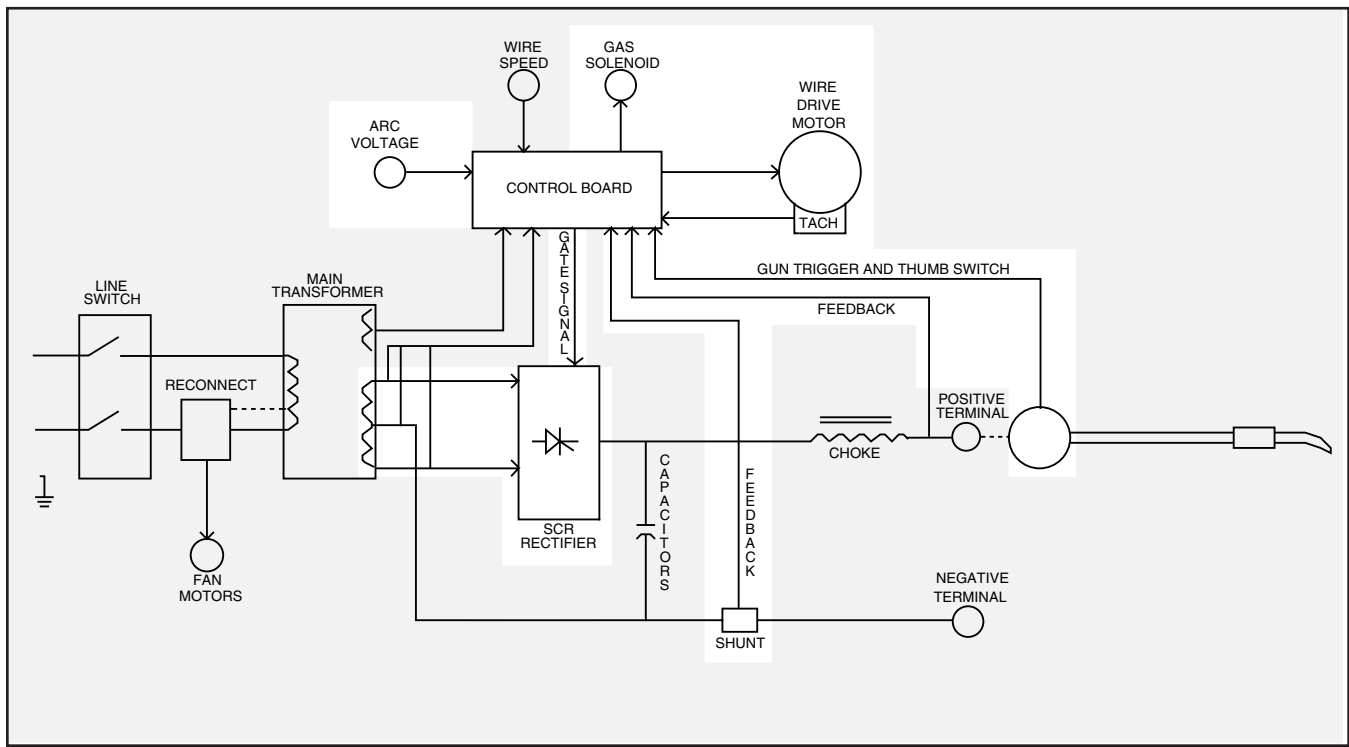 WIRE
SPEED
GAS
SOLENOID
WIRE
DRIVE
MOTOR
ARC
VOLTAGE
CONTROL BOARD
TACH
GATE SIGNAL
GUN TRIGGER AND THUMB SWITCH
FEEDBACK
LINE
SWITCH
MAIN
TRANSFORMER
RECONNECT
POSITIVE
TERMINAL
CHOKE
CAPACITORS
FEEDBACK
SCR
RECTIFIER
FAN
MOTORS
NEGATIVE
TERMINAL
SHUNT